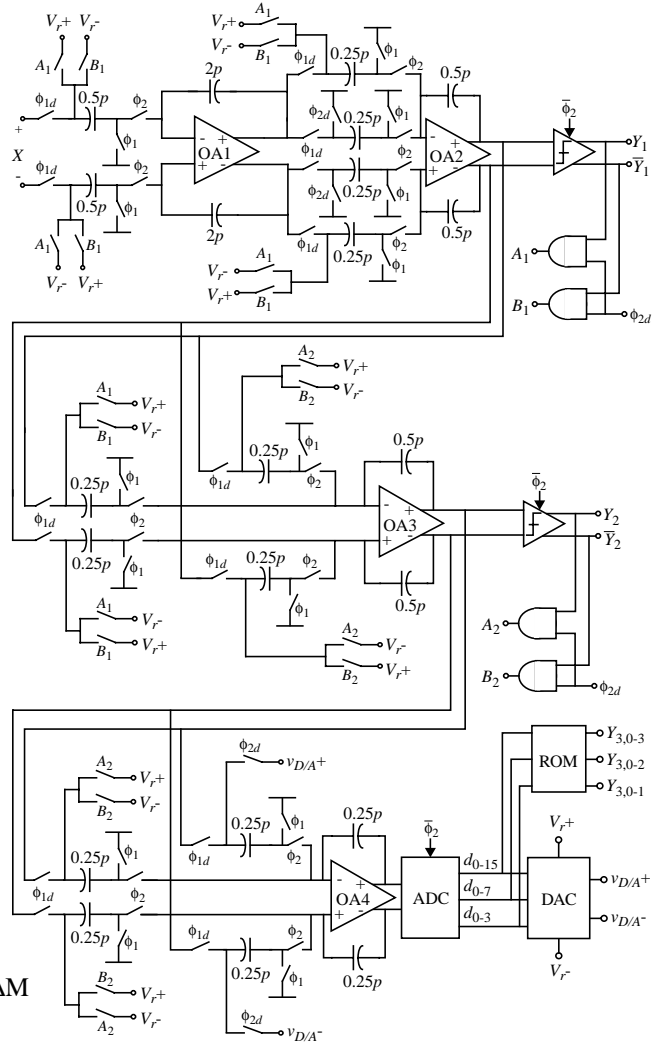 Vr+ Vr-
A1 B1
ϕ1d 0.5p ϕ2
+
ϕ1
X
-
ϕ1d 0.5p ϕ2
ϕ1
A1 B1
Vr- Vr+
2p
- +
OA1
+ -
2p
Vr+ A1
Vr- B1
ϕ1d 0.25p ϕ1 ϕ2
ϕ2d 0.25p ϕ1 ϕ2
ϕ1d
ϕ2d 0.25p ϕ1 ϕ2
ϕ1d 0.25p ϕ2
ϕ1
Vr- A1
Vr+ B1
0.5p
- +
OA2
+ -
0.5p
ϕ̄2
Y1
Ȳ1
A1
B1
ϕ2d
A1 Vr+
B1 Vr-
0.25p ϕ1
ϕ1d ϕ2
0.25p
ϕ1
A1 Vr-
B1 Vr+
A2 Vr+
B2 Vr-
ϕ1
ϕ1d 0.25p ϕ2
ϕ1d 0.25p ϕ2
ϕ1
A2 Vr-
B2 Vr+
0.5p
- +
OA3
+ -
0.5p
ϕ̄2
Y2
Ȳ2
A2
B2
ϕ2d
A2 Vr+
B2 Vr-
0.25p ϕ1
ϕ1d ϕ2
0.25p
ϕ1
B2 Vr+
A2 Vr-
ϕ2d vD/A+
0.25p ϕ1
ϕ1d ϕ2
ϕ1d ϕ2
0.25p ϕ1
ϕ2d vD/A-
0.25p
- +
OA4
+ -
0.25p
ϕ̄2
ADC
d0-15
d0-7
d0-3
ROM
Y3,0-3
Y3,0-2
Y3,0-1
Vr+
DAC
vD/A+
vD/A-
Vr-
AM